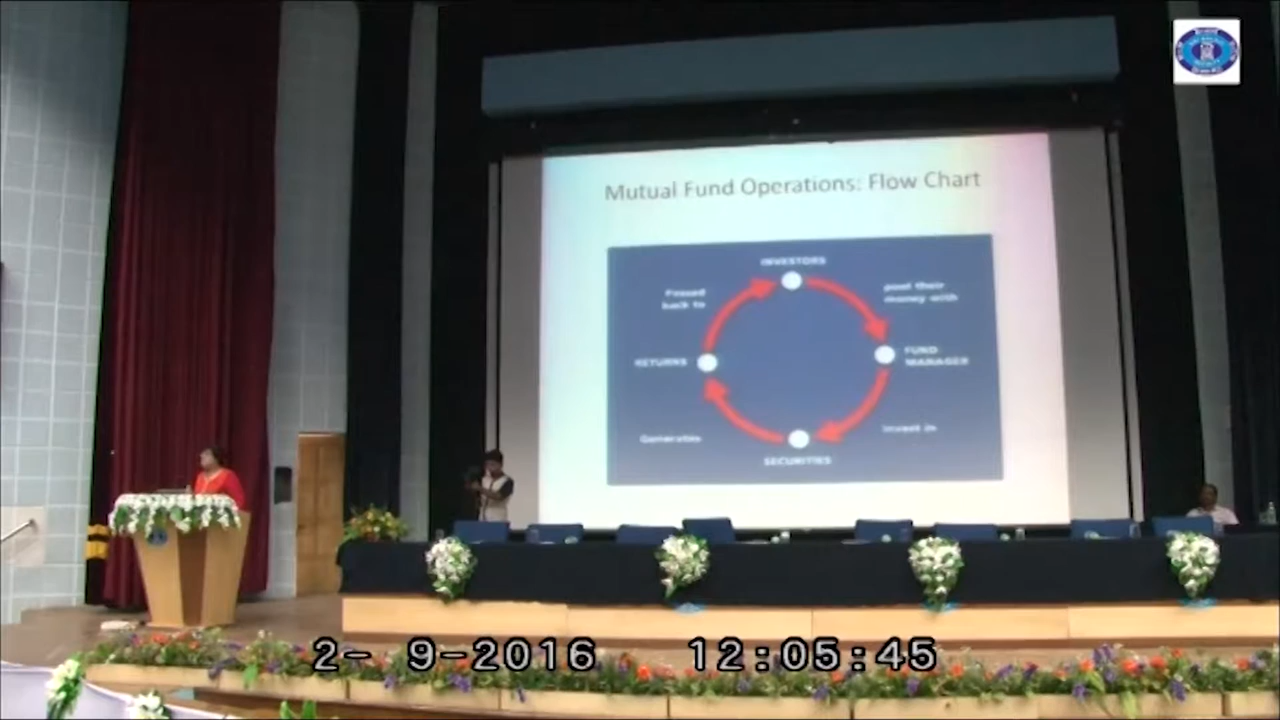 Mutual Fund Operations: Flow Chart
INVESTORS
Passed
back to
pool their
money with
RETURNS
FUND
MANAGER
Generates
Invest in
SECURITIES
2- 9-2016 12:05:45